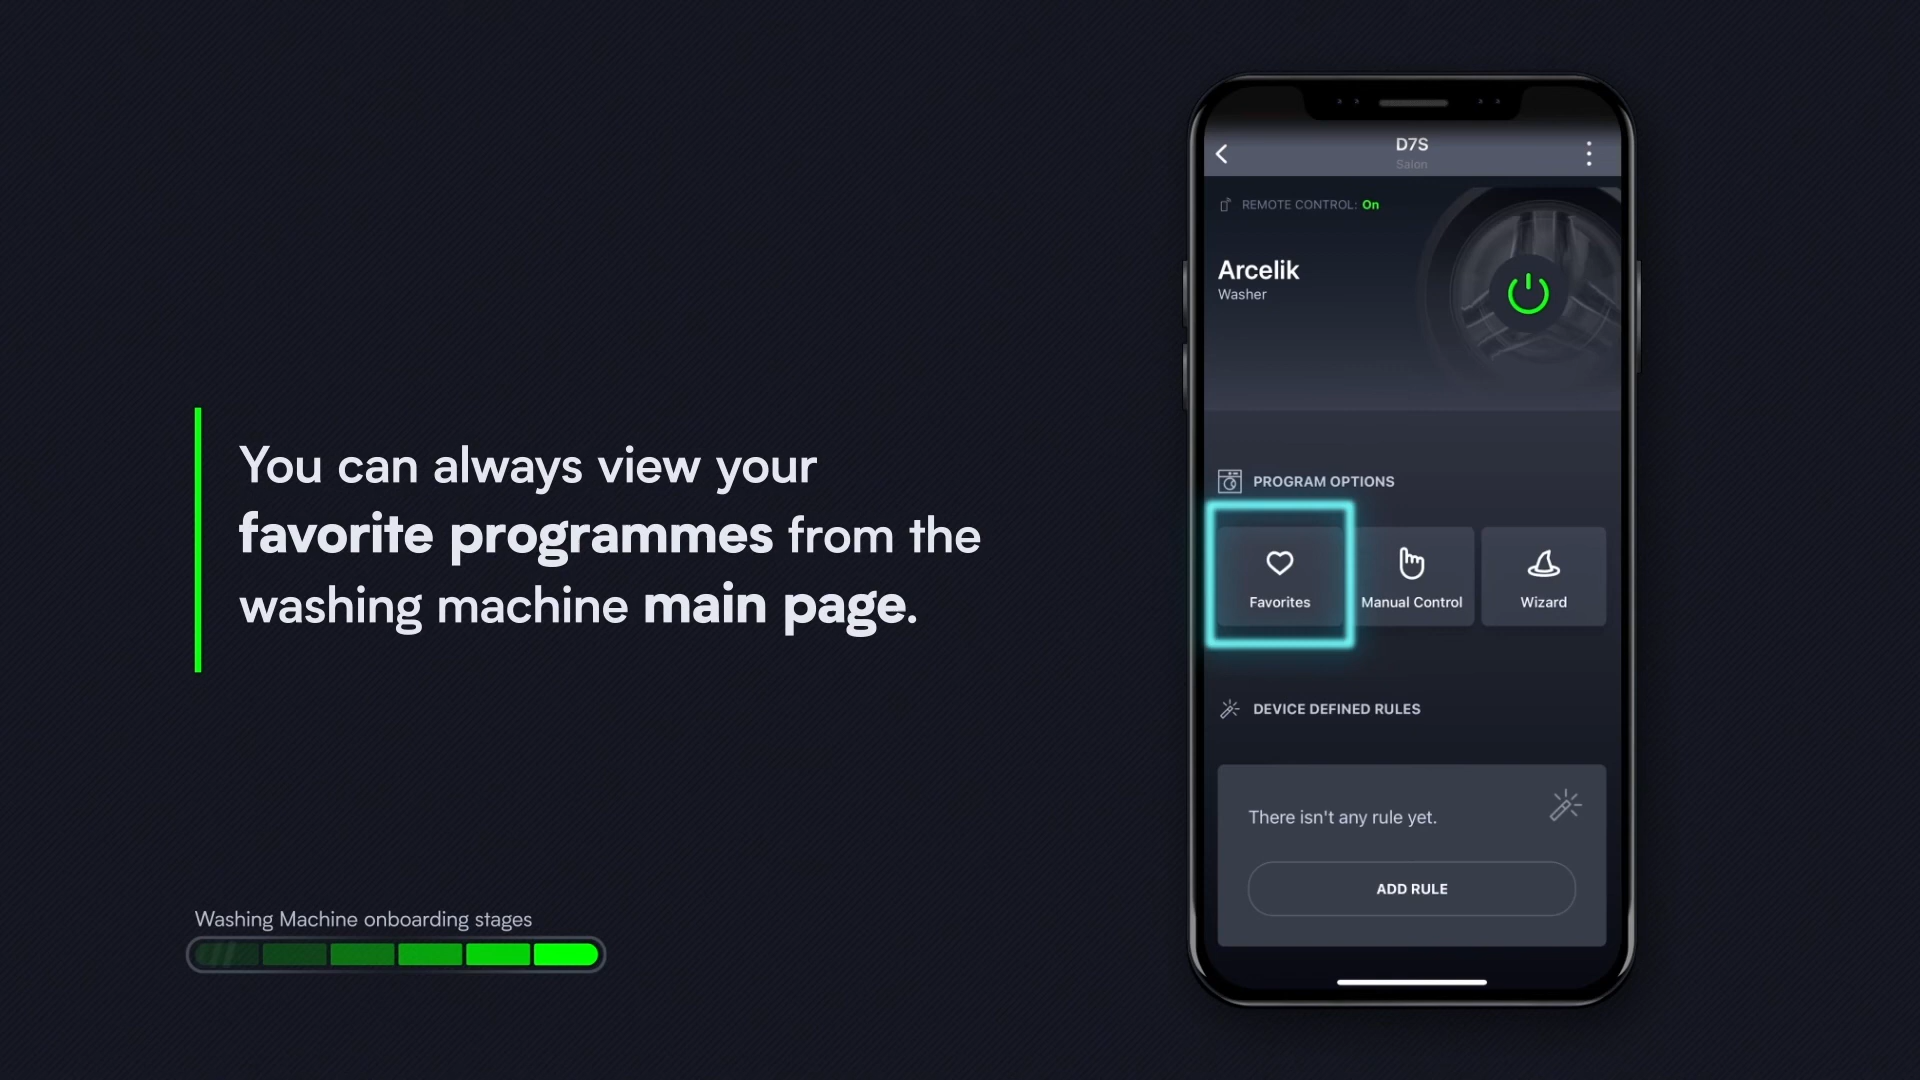 You can always view your
favorite programmes from the
washing machine main page.
Washing Machine onboarding stages
D7S
Salon
REMOTE CONTROL: On
Arcelik
Washer
PROGRAM OPTIONS
Favorites
Manual Control
Wizard
DEVICE DEFINED RULES
There isn't any rule yet.
ADD RULE